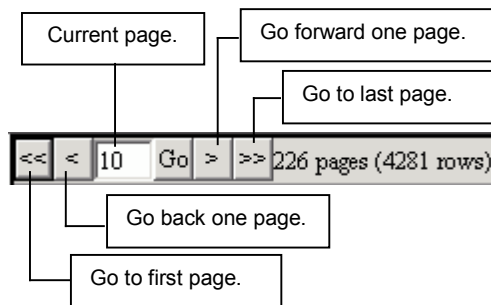 Current page.
Go forward one page.
Go to last page.
<< < 10 Go > >> 226 pages (4281 rows)
Go back one page.
Go to first page.